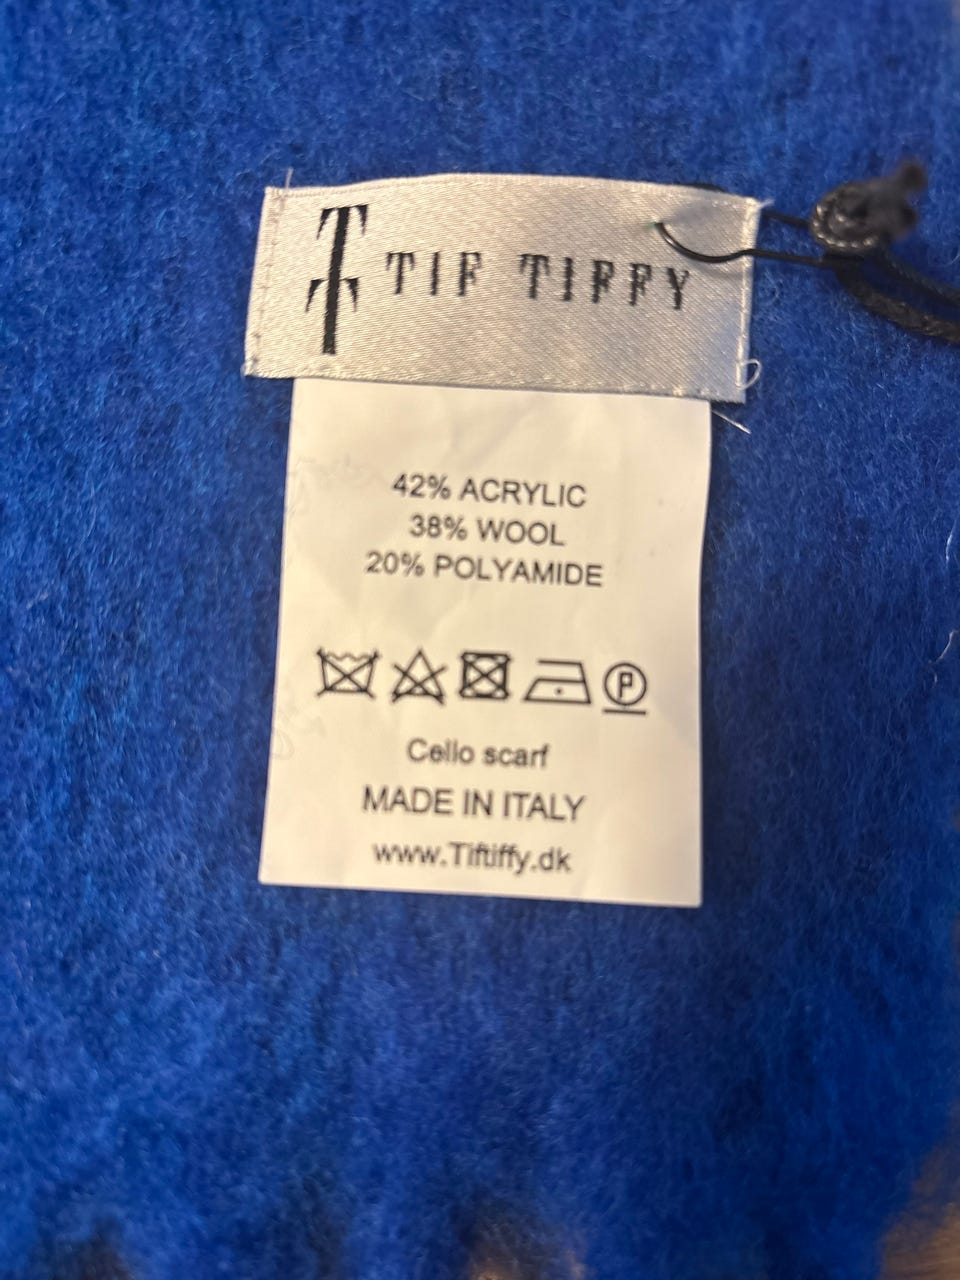 TIF TIFFY
42% ACRYLIC
38% WOOL
20% POLYAMIDE
P
Cello scarf
MADE IN ITALY
www.Tiftiffy.dk